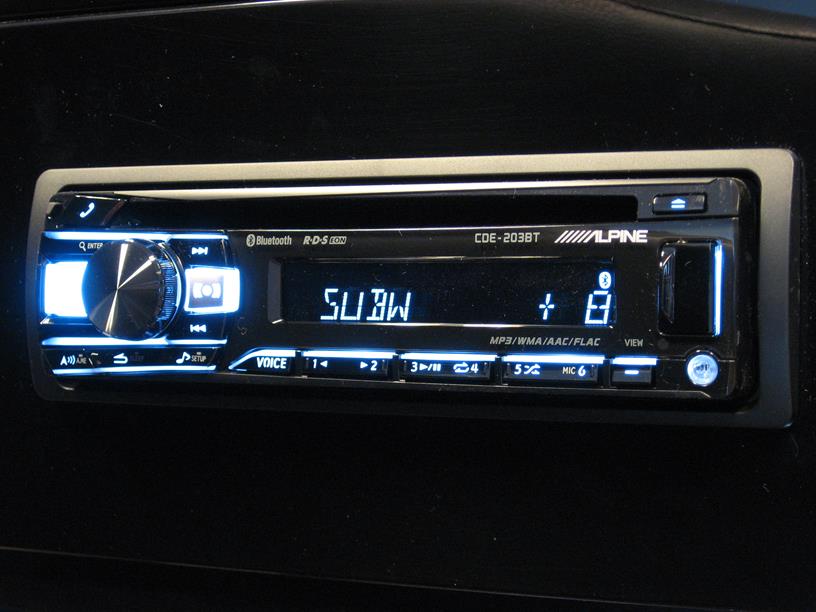 Bluetooth R·D·S EON CDE-203BT ALPINE
ENTER
SUBW + 8
MP3/WMA/AAC/FLAC VIEW
A SETUP
VOICE 1 2 3 4 5 MIC 6